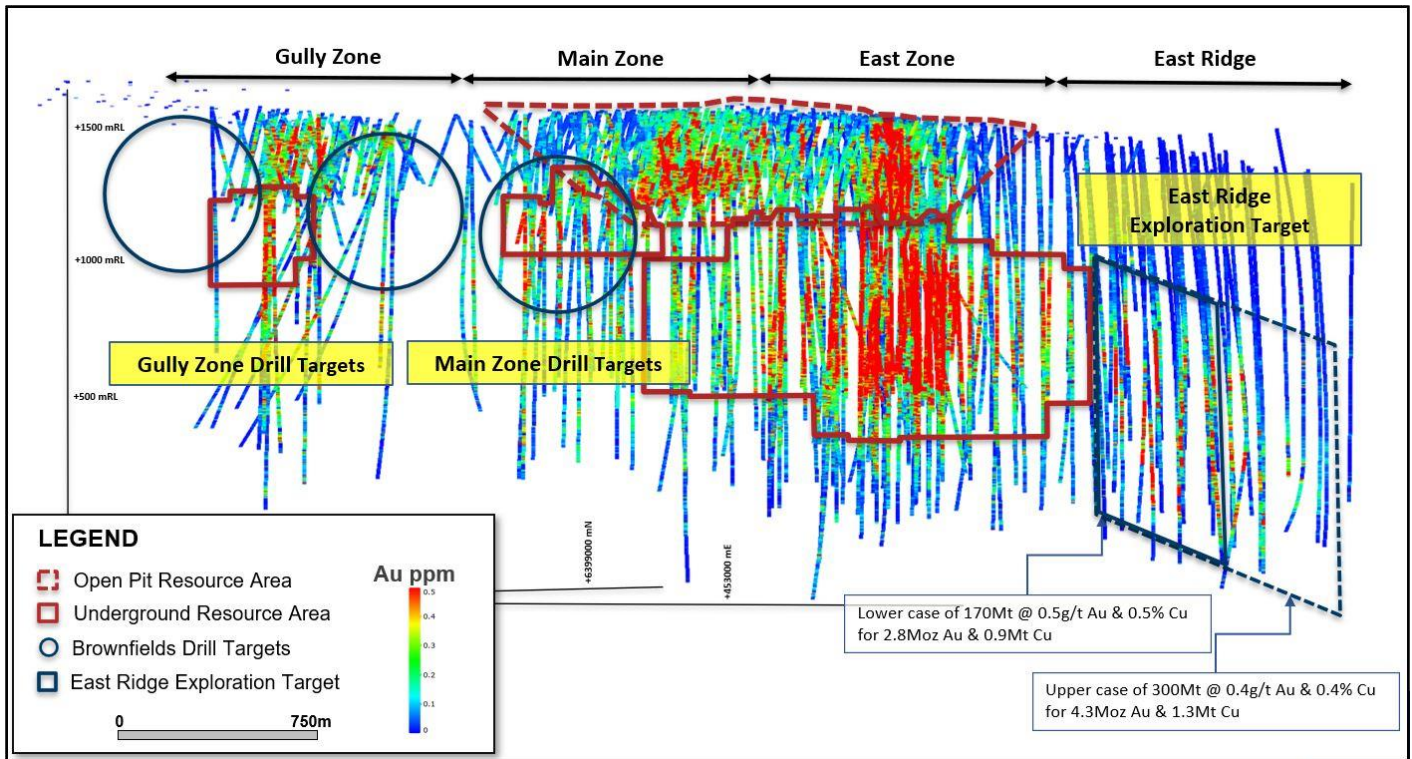 Gully Zone
Main Zone
East Zone
East Ridge
+1500 mRL
+1000 mRL
+500 mRL
East Ridge
Exploration Target
Gully Zone Drill Targets
Main Zone Drill Targets
+6399000 mN
+453000 mE
Lower case of 170Mt @ 0.5g/t Au & 0.5% Cu
for 2.8Moz Au & 0.9Mt Cu
Upper case of 300Mt @ 0.4g/t Au & 0.4% Cu
for 4.3Moz Au & 1.3Mt Cu
LEGEND
Open Pit Resource Area
Underground Resource Area
Brownfields Drill Targets
East Ridge Exploration Target
0
750m
Au ppm
0.5
0.4
0.3
0.2
0.1
0